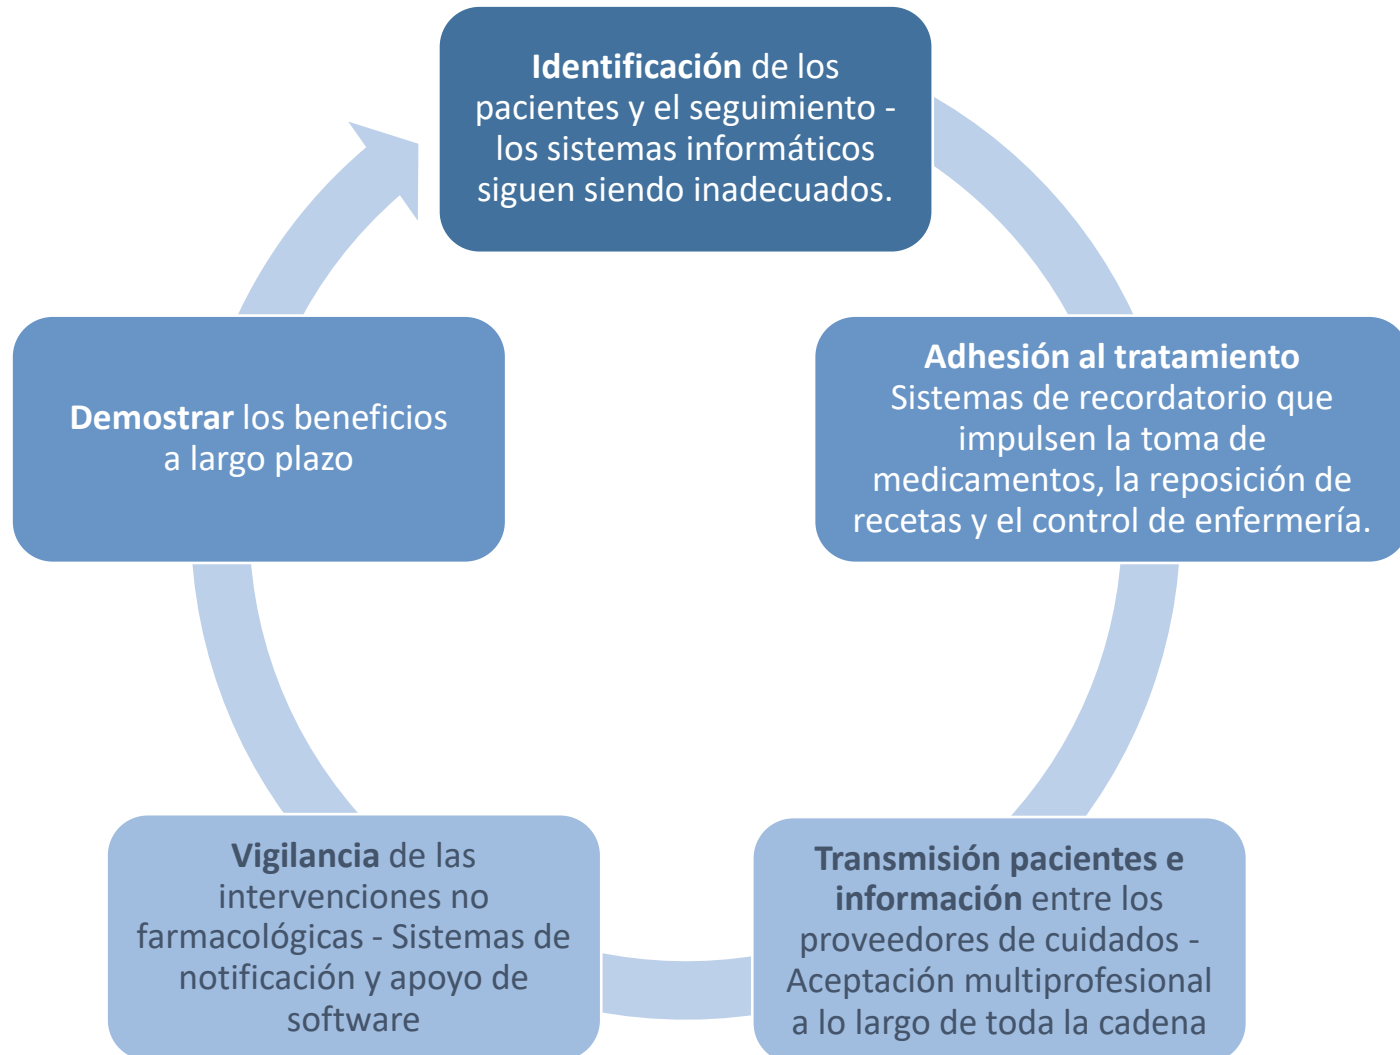 Identificación de los
pacientes y el seguimiento -
los sistemas informáticos
siguen siendo inadecuados.
Adhesión al tratamiento
Sistemas de recordatorio que
impulsen la toma de
medicamentos, la reposición de
recetas y el control de enfermería.
Transmisión pacientes e
información entre los
proveedores de cuidados -
Aceptación multiprofesional
a lo largo de toda la cadena
Vigilancia de las
intervenciones no
farmacológicas - Sistemas de
notificación y apoyo de
software
Demostrar los beneficios
a largo plazo